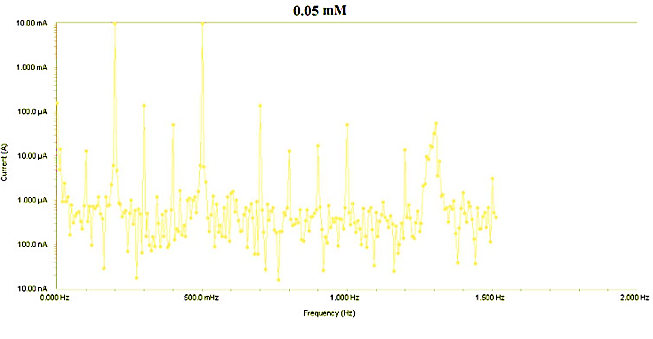 0.05 mM
10.00 mA
1.000 mA
100.0 µA
10.00 µA
1.000 µA
100.0 nA
10.00 nA
Current (A)
0.000 Hz
500.0 mHz
1.000 Hz
1.500 Hz
2.000 Hz
Frequency (Hz)